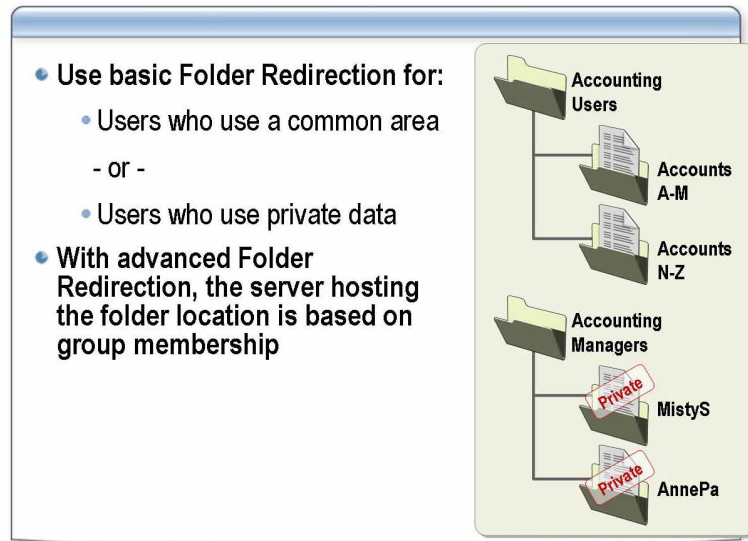 Use basic Folder Redirection for:
Users who use a common area
- or -
Users who use private data
With advanced Folder
Redirection, the server hosting
the folder location is based on
group membership
Accounting
Users
Accounts
A-M
Accounts
N-Z
Accounting
Managers
Private
MistyS
Private
AnnePa